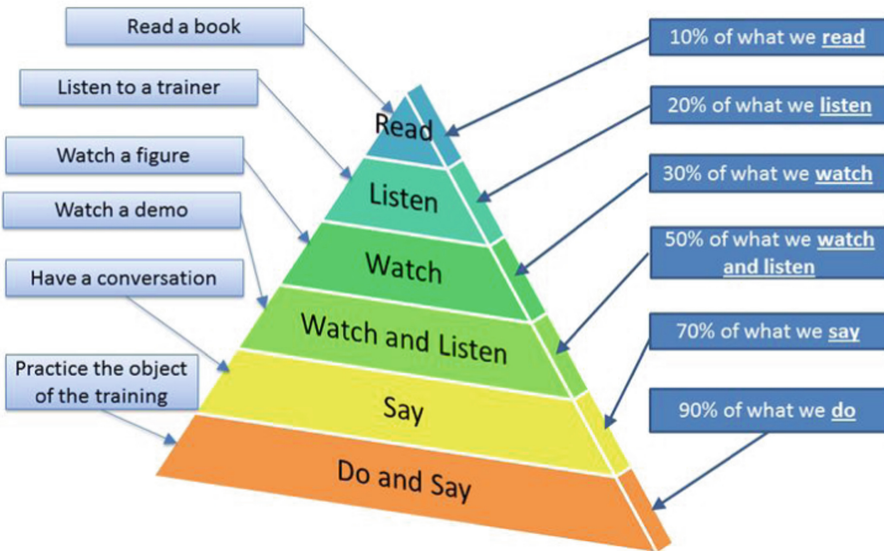 Read a book
Listen to a trainer
Watch a figure
Watch a demo
Have a conversation
Practice the object
of the training
Read
Listen
Watch
Watch and Listen
Say
Do and Say
10% of what we read
20% of what we listen
30% of what we watch
50% of what we watch
and listen
70% of what we say
90% of what we do